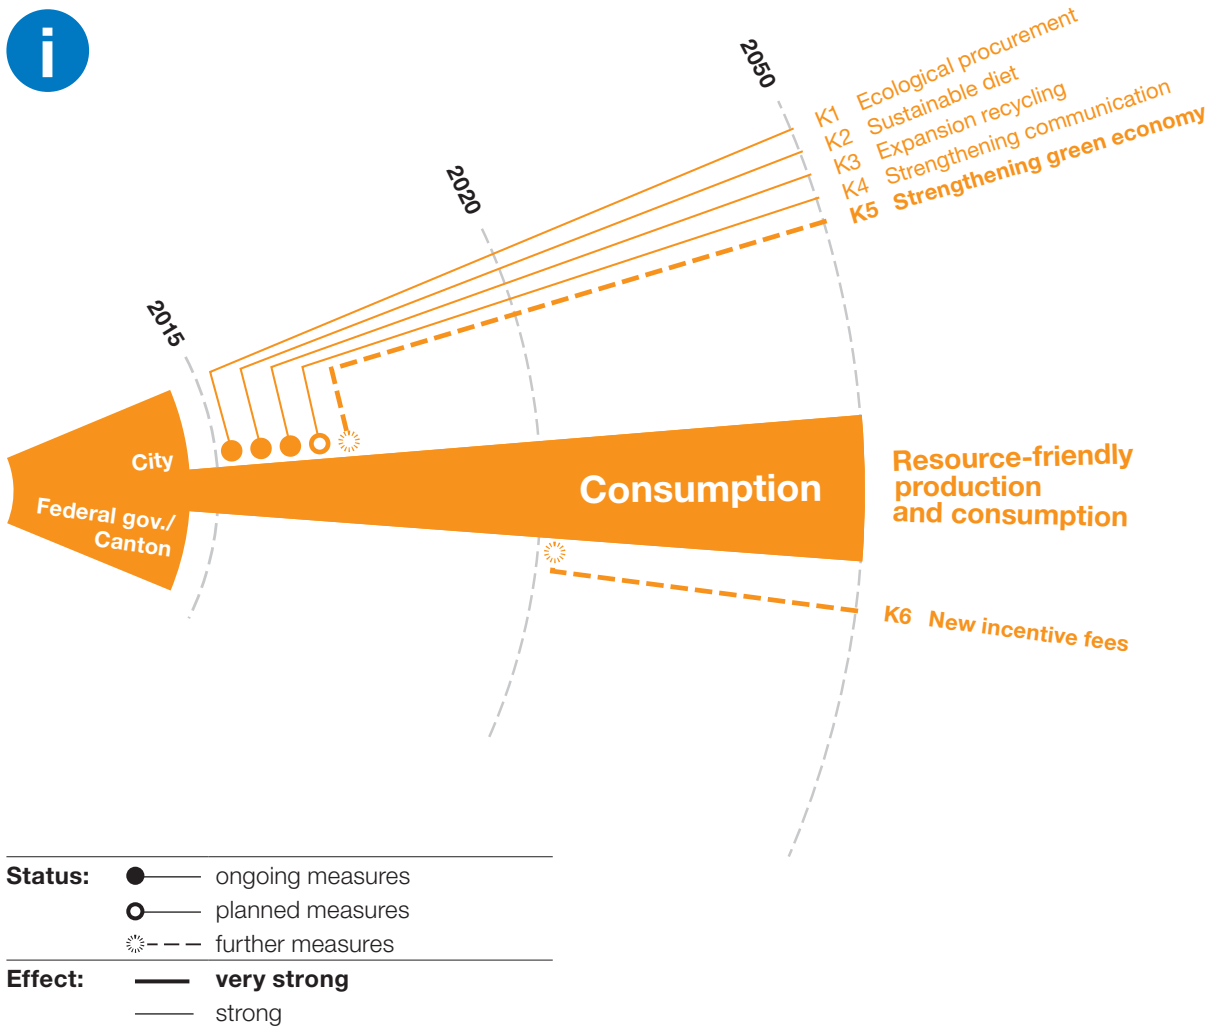 i
2015
2020
2050
K1 Ecological procurement
K2 Sustainable diet
K3 Expansion recycling
K4 Strengthening communication
K5 Strengthening green economy
City
Federal gov./
Canton
Consumption
Resource-friendly
production
and consumption
K6 New incentive fees
Status:
ongoing measures
planned measures
further measures
Effect:
very strong
strong